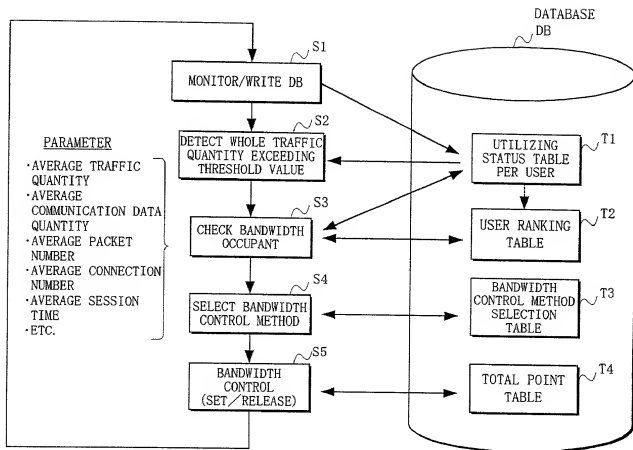 DATABASE
DB
S1
MONITOR/WRITE DB
S2
DETECT WHOLE TRAFFIC
QUANTITY EXCEEDING
THRESHOLD VALUE
PARAMETER
·AVERAGE TRAFFIC
QUANTITY
·AVERAGE
COMMUNICATION DATA
QUANTITY
·AVERAGE PACKET
NUMBER
·AVERAGE CONNECTION
NUMBER
·AVERAGE SESSION
TIME
·ETC.
S3
CHECK BANDWIDTH
OCCUPANT
S4
SELECT BANDWIDTH
CONTROL METHOD
S5
BANDWIDTH
CONTROL
(SET/RELEASE)
T1
UTILIZING
STATUS TABLE
PER USER
T2
USER RANKING
TABLE
T3
BANDWIDTH
CONTROL METHOD
SELECTION
TABLE
T4
TOTAL POINT
TABLE